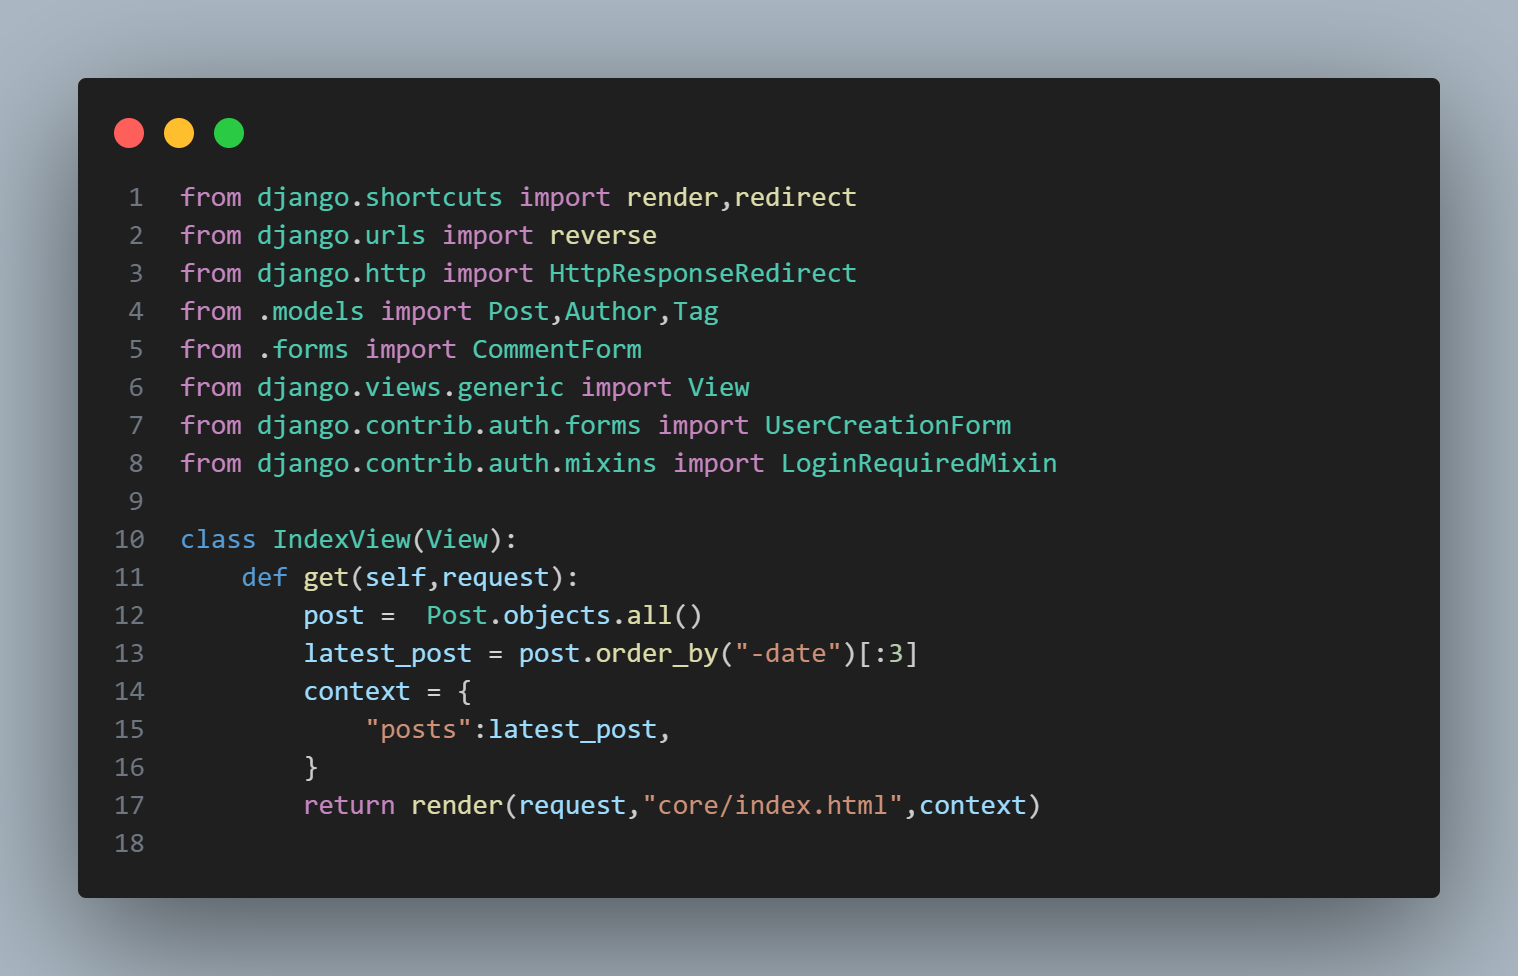 1 from django.shortcuts import render,redirect
2 from django.urls import reverse
3 from django.http import HttpResponseRedirect
4 from .models import Post,Author,Tag
5 from .forms import CommentForm
6 from django.views.generic import View
7 from django.contrib.auth.forms import UserCreationForm
8 from django.contrib.auth.mixins import LoginRequiredMixin
9
10 class IndexView(View):
11     def get(self,request):
12         post =  Post.objects.all()
13         latest_post = post.order_by("-date")[:3]
14         context = {
15             "posts":latest_post,
16         }
17         return render(request,"core/index.html",context)
18